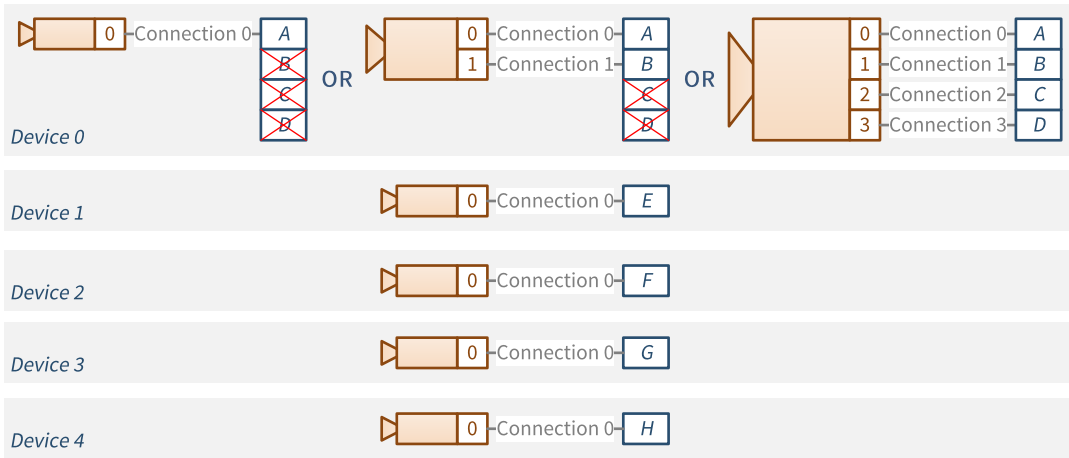 0 Connection 0 A
B
C
D
OR
0 Connection 0 A
1 Connection 1 B
C
D
OR
0 Connection 0 A
1 Connection 1 B
2 Connection 2 C
3 Connection 3 D
Device 0
0 Connection 0 E
Device 1
0 Connection 0 F
Device 2
0 Connection 0 G
Device 3
0 Connection 0 H
Device 4